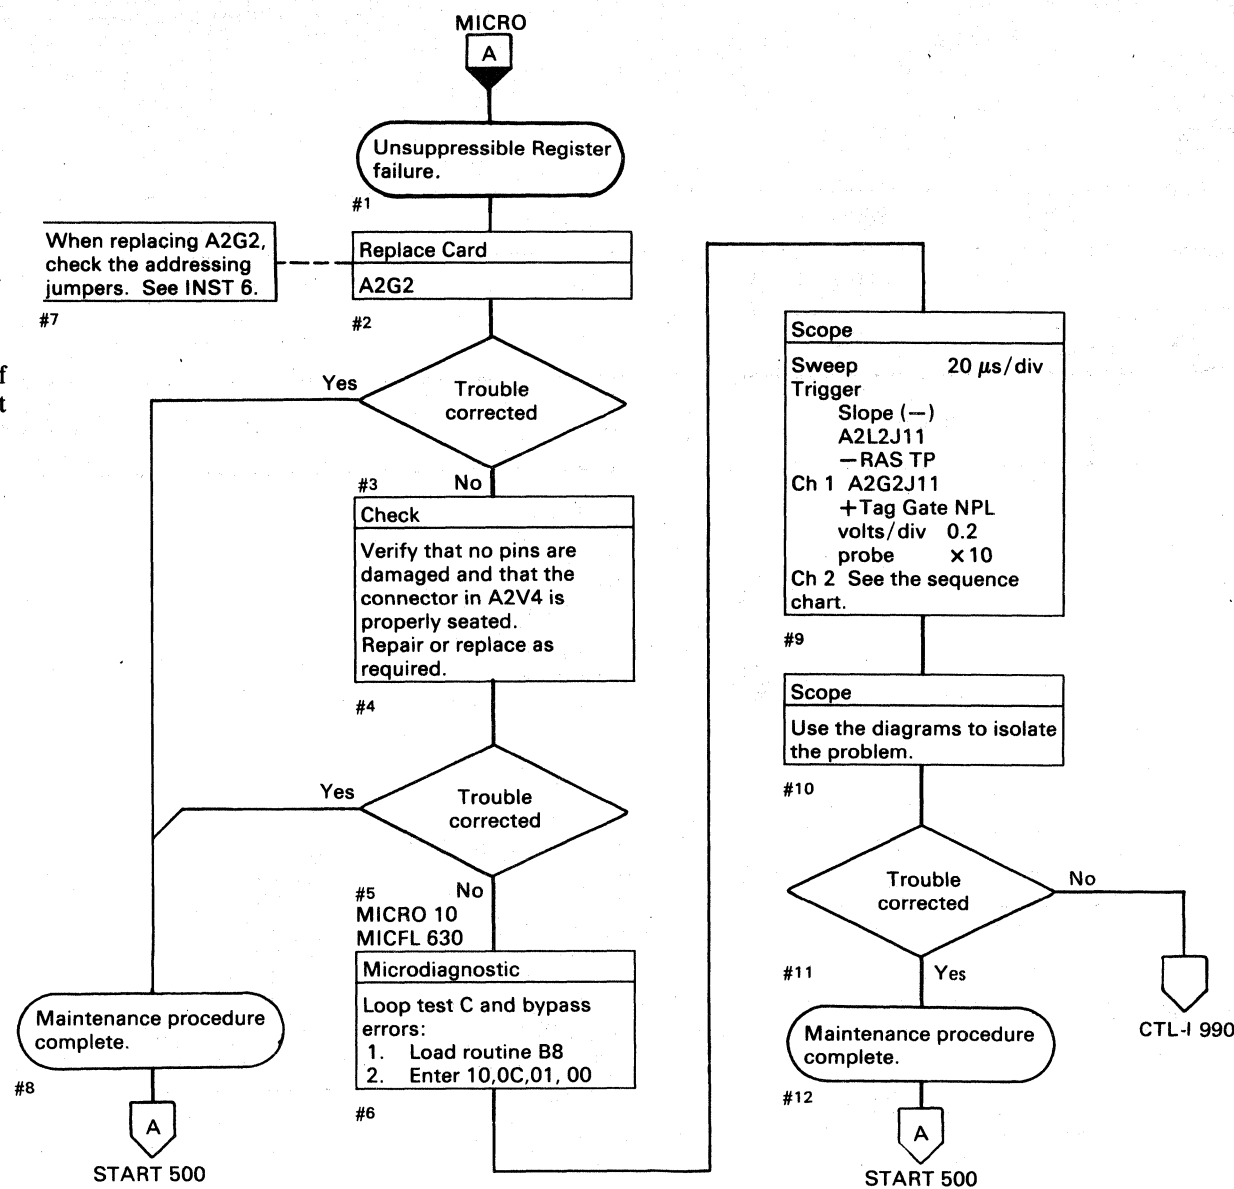 MICRO
A
Unsuppressible Register
failure.
#1
When replacing A2G2,
check the addressing
jumpers. See INST 6.
#7
Replace Card
A2G2
#2
f
t
Yes
Trouble
corrected
#3
No
Check
Verify that no pins are
damaged and that the
connector in A2V4 is
properly seated.
Repair or replace as
required.
#4
Yes
Trouble
corrected
#5
No
MICRO 10
MICFL 630
Microdiagnostic
Loop test C and bypass
errors:
1. Load routine B8
2. Enter 10,0C,01, 00
#6
Maintenance procedure
complete.
#8
A
START 500
Scope
Sweep 20 μs/div
Trigger
Slope (—)
A2L2J11
—RAS TP
Ch 1 A2G2J11
+Tag Gate NPL
volts/div 0.2
probe ×10
Ch 2 See the sequence
chart.
#9
Scope
Use the diagrams to isolate
the problem.
#10
Trouble
corrected
No
#11
Yes
CTL-I 990
Maintenance procedure
complete.
#12
A
START 500